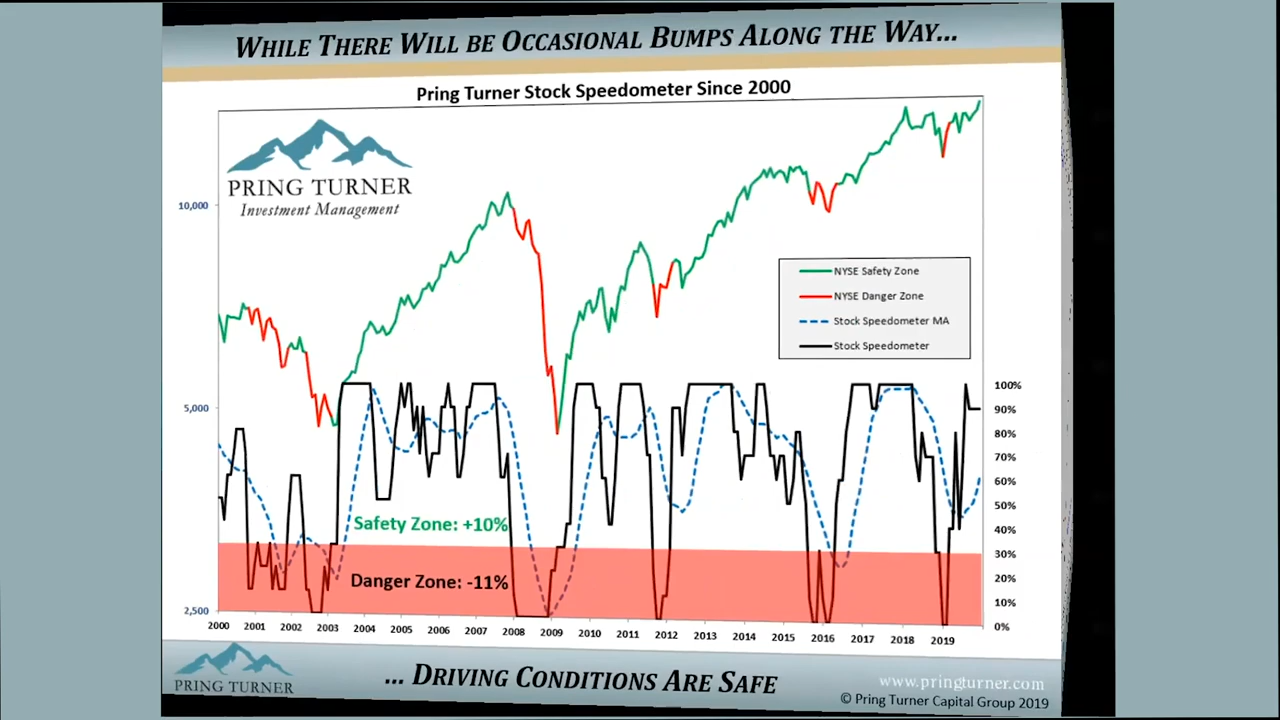 WHILE THERE WILL BE OCCASIONAL BUMPS ALONG THE WAY...
Pring Turner Stock Speedometer Since 2000
PRING TURNER
Investment Management
10,000
5,000
2,500
NYSE Safety Zone
NYSE Danger Zone
Stock Speedometer MA
Stock Speedometer
100%
90%
80%
70%
60%
50%
40%
30%
20%
10%
0%
Safety Zone: +10%
Danger Zone: -11%
2000 2001 2002 2003 2004 2005 2006 2007 2008 2009 2010 2011 2012 2013 2014 2015 2016 2017 2018 2019
PRING TURNER
... DRIVING CONDITIONS ARE SAFE
www.pringturner.com
© Pring Turner Capital Group 2019